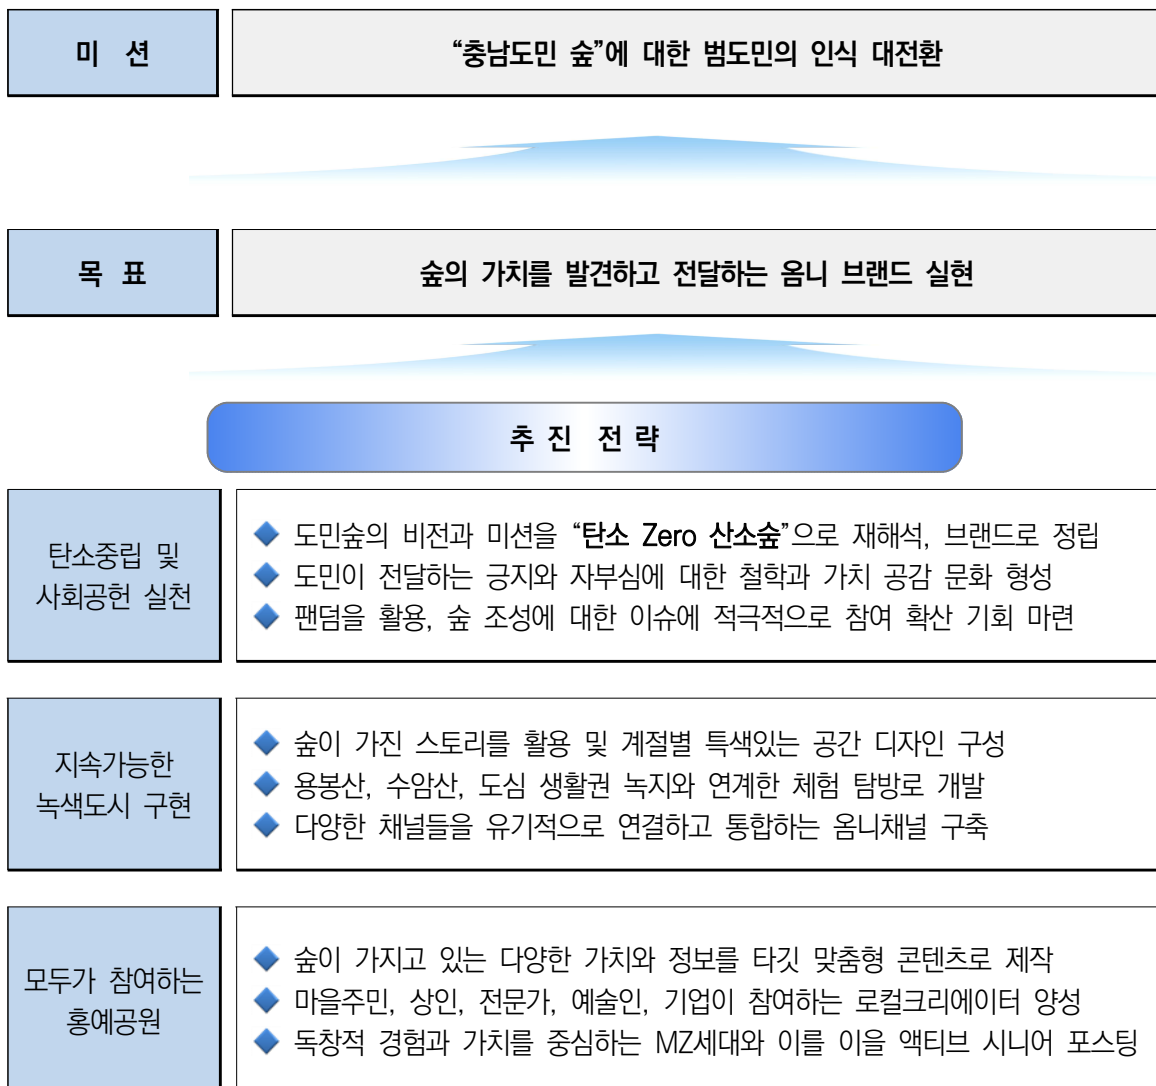 미 션
“충남도민 숲”에 대한 범도민의 인식 대전환
목 표
숲의 가치를 발견하고 전달하는 옴니 브랜드 실현
추 진 전 략
탄소중립 및
사회공헌 실천
◆ 도민숲의 비전과 미션을 “탄소 Zero 산소숲”으로 재해석, 브랜드로 정립
◆ 도민이 전달하는 긍지와 자부심에 대한 철학과 가치 공감 문화 형성
◆ 팬덤을 활용, 숲 조성에 대한 이슈에 적극적으로 참여 확산 기회 마련
지속가능한
녹색도시 구현
◆ 숲이 가진 스토리를 활용 및 계절별 특색있는 공간 디자인 구성
◆ 용봉산, 수암산, 도심 생활권 녹지와 연계한 체험 탐방로 개발
◆ 다양한 채널들을 유기적으로 연결하고 통합하는 옴니채널 구축
모두가 참여하는
홍예공원
◆ 숲이 가지고 있는 다양한 가치와 정보를 타깃 맞춤형 콘텐츠로 제작
◆ 마을주민, 상인, 전문가, 예술인, 기업이 참여하는 로컬크리에이터 양성
◆ 독창적 경험과 가치를 중심하는 MZ세대와 이를 이을 액티브 시니어 포스팅